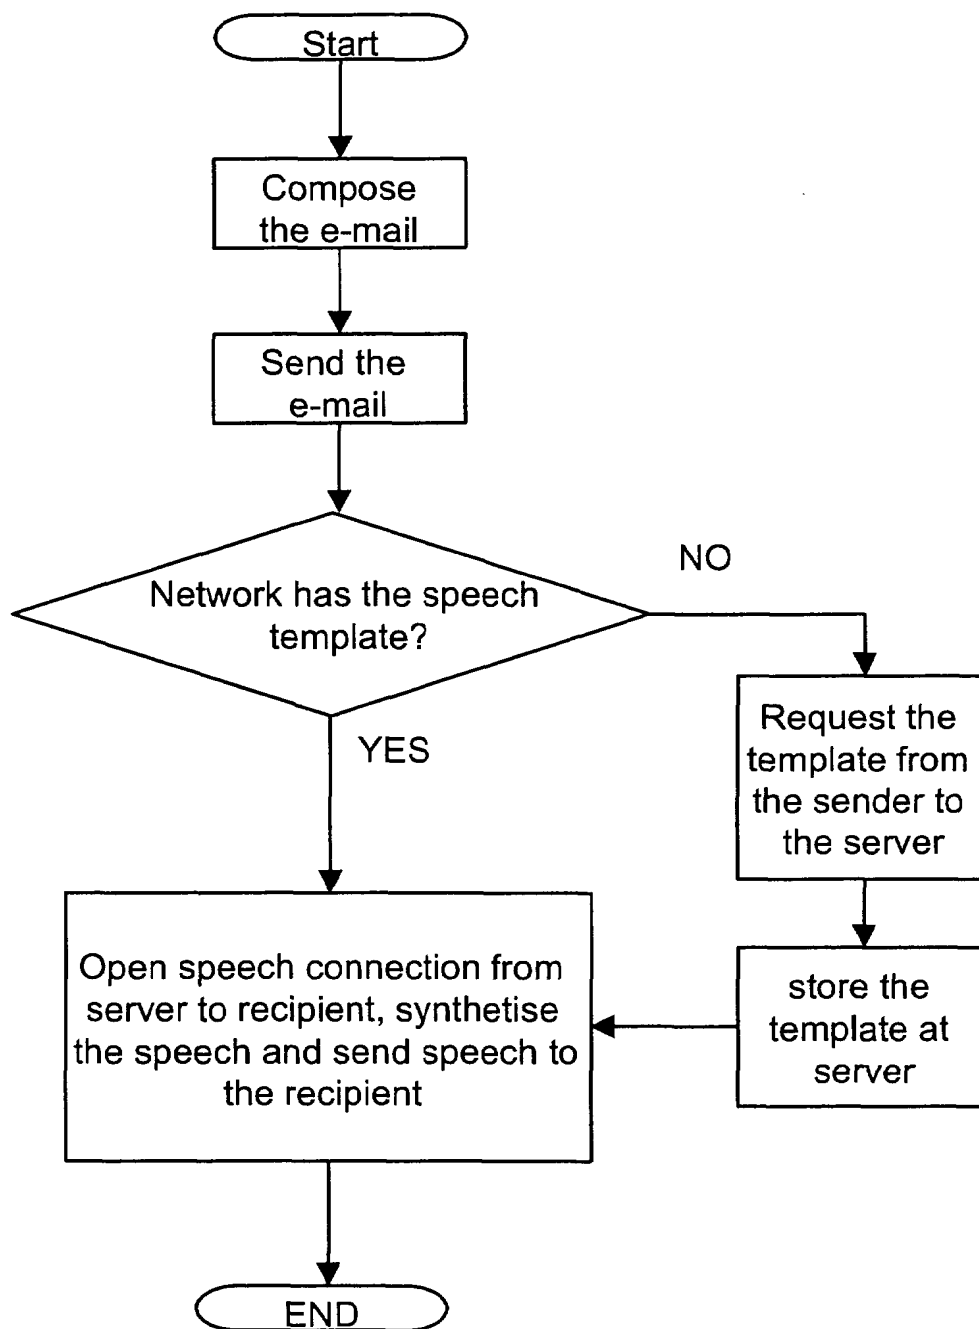 Start
Compose
the e-mail
Send the
e-mail
Network has the speech
template?
NO
YES
Request the
template from
the sender to
the server
store the
template at
server
Open speech connection from
server to recipient, synthetise
the speech and send speech to
the recipient
END